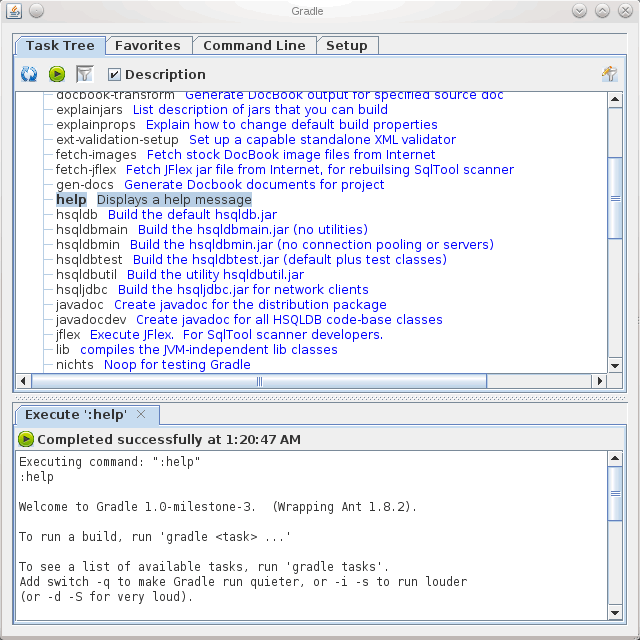 Gradle
Task Tree Favorites Command Line Setup
Description
docbook-transform Generate DocBook output for specified source doc
explainjars List description of jars that you can build
explainprops Explain how to change default build properties
ext-validation-setup Set up a capable standalone XML validator
fetch-images Fetch stock DocBook image files from Internet
fetch-jflex Fetch JFlex jar file from Internet, for rebuilsing SqlTool scanner
gen-docs Generate Docbook documents for project
help Displays a help message
hsqldb Build the default hsqldb.jar
hsqldbmain Build the hsqldbmain.jar (no utilities)
hsqldbmin Build the hsqldbmin.jar (no connection pooling or servers)
hsqldbtest Build the hsqldbtest.jar (default plus test classes)
hsqldbutil Build the utility hsqldbutil.jar
hsqljdbc Build the hsqljdbc.jar for network clients
javadoc Create javadoc for the distribution package
javadocdev Create javadoc for all HSQLDB code-base classes
jflex Execute JFlex. For SqlTool scanner developers.
lib compiles the JVM-independent lib classes
nichts Noop for testing Gradle
Execute ':help'
Completed successfully at 1:20:47 AM
Executing command: ":help"
:help
Welcome to Gradle 1.0-milestone-3. (Wrapping Ant 1.8.2).
To run a build, run 'gradle <task> ...'
To see a list of available tasks, run 'gradle tasks'.
Add switch -q to make Gradle run quieter, or -i -s to run louder
(or -d -S for very loud).